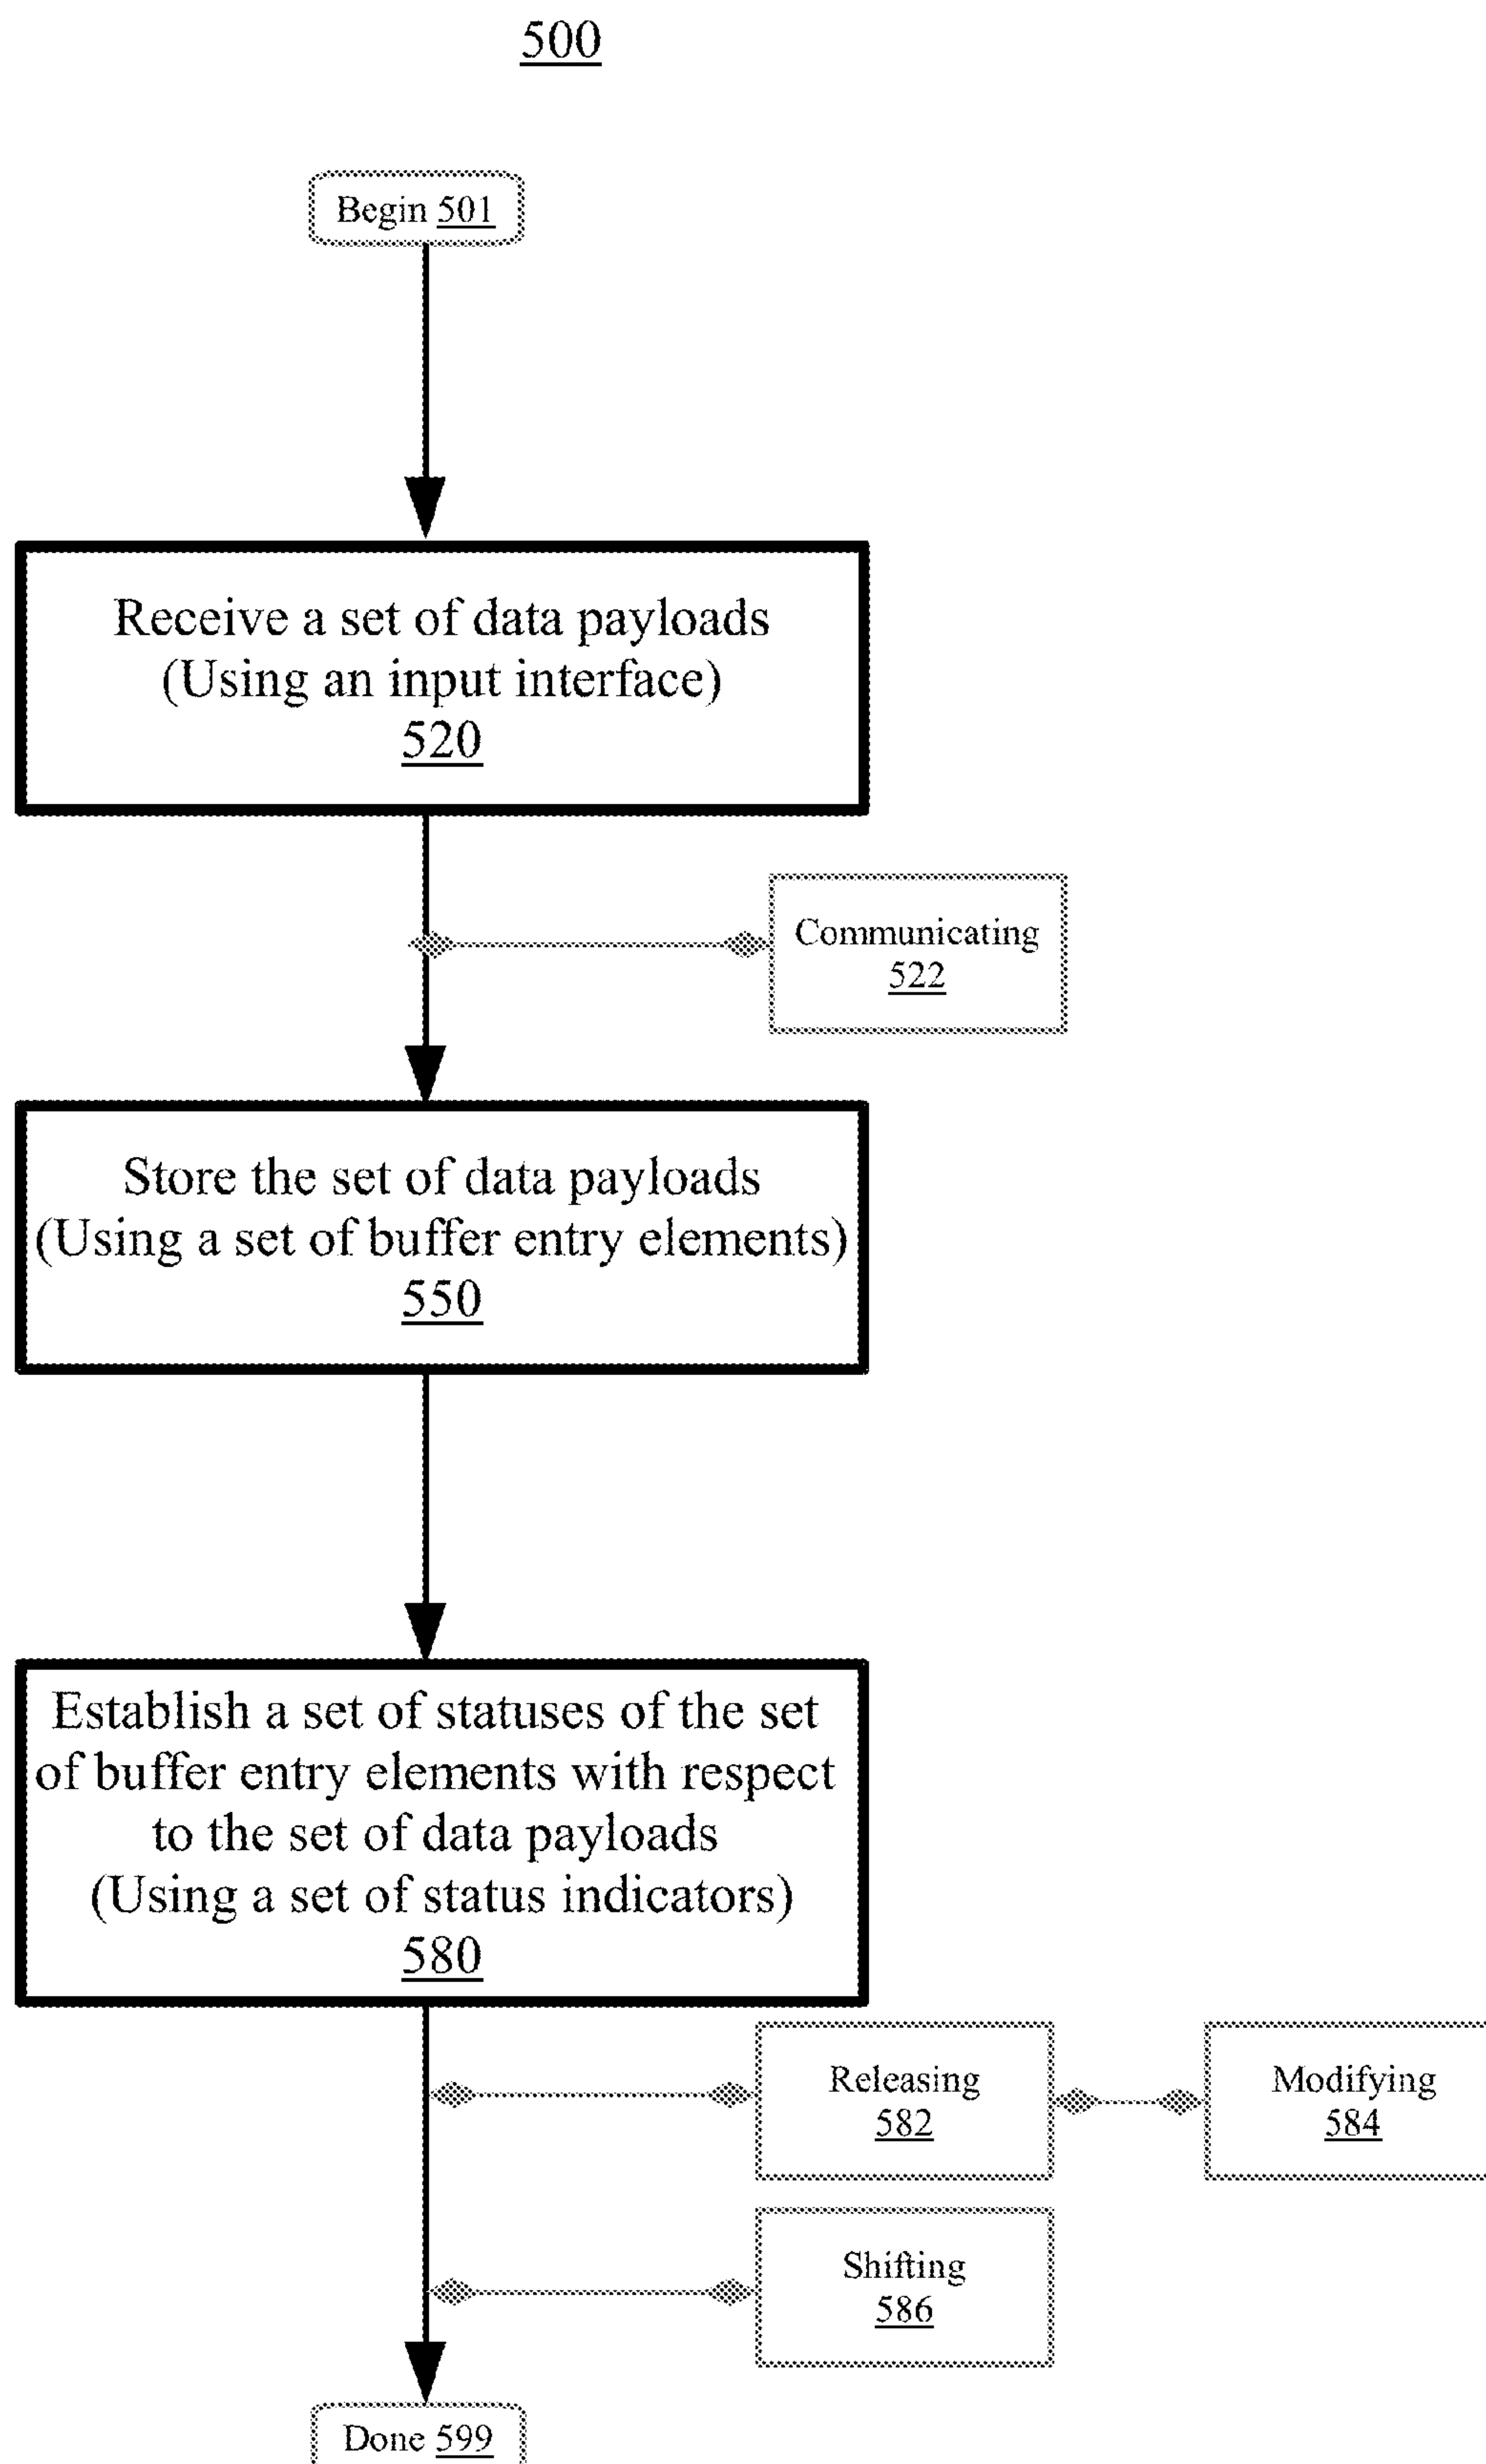 500
Begin 501
Receive a set of data payloads
(Using an input interface)
520
Communicating
522
Store the set of data payloads
(Using a set of buffer entry elements)
550
Establish a set of statuses of the set
of buffer entry elements with respect
to the set of data payloads
(Using a set of status indicators)
580
Releasing
582
Modifying
584
Shifting
586
Done 599